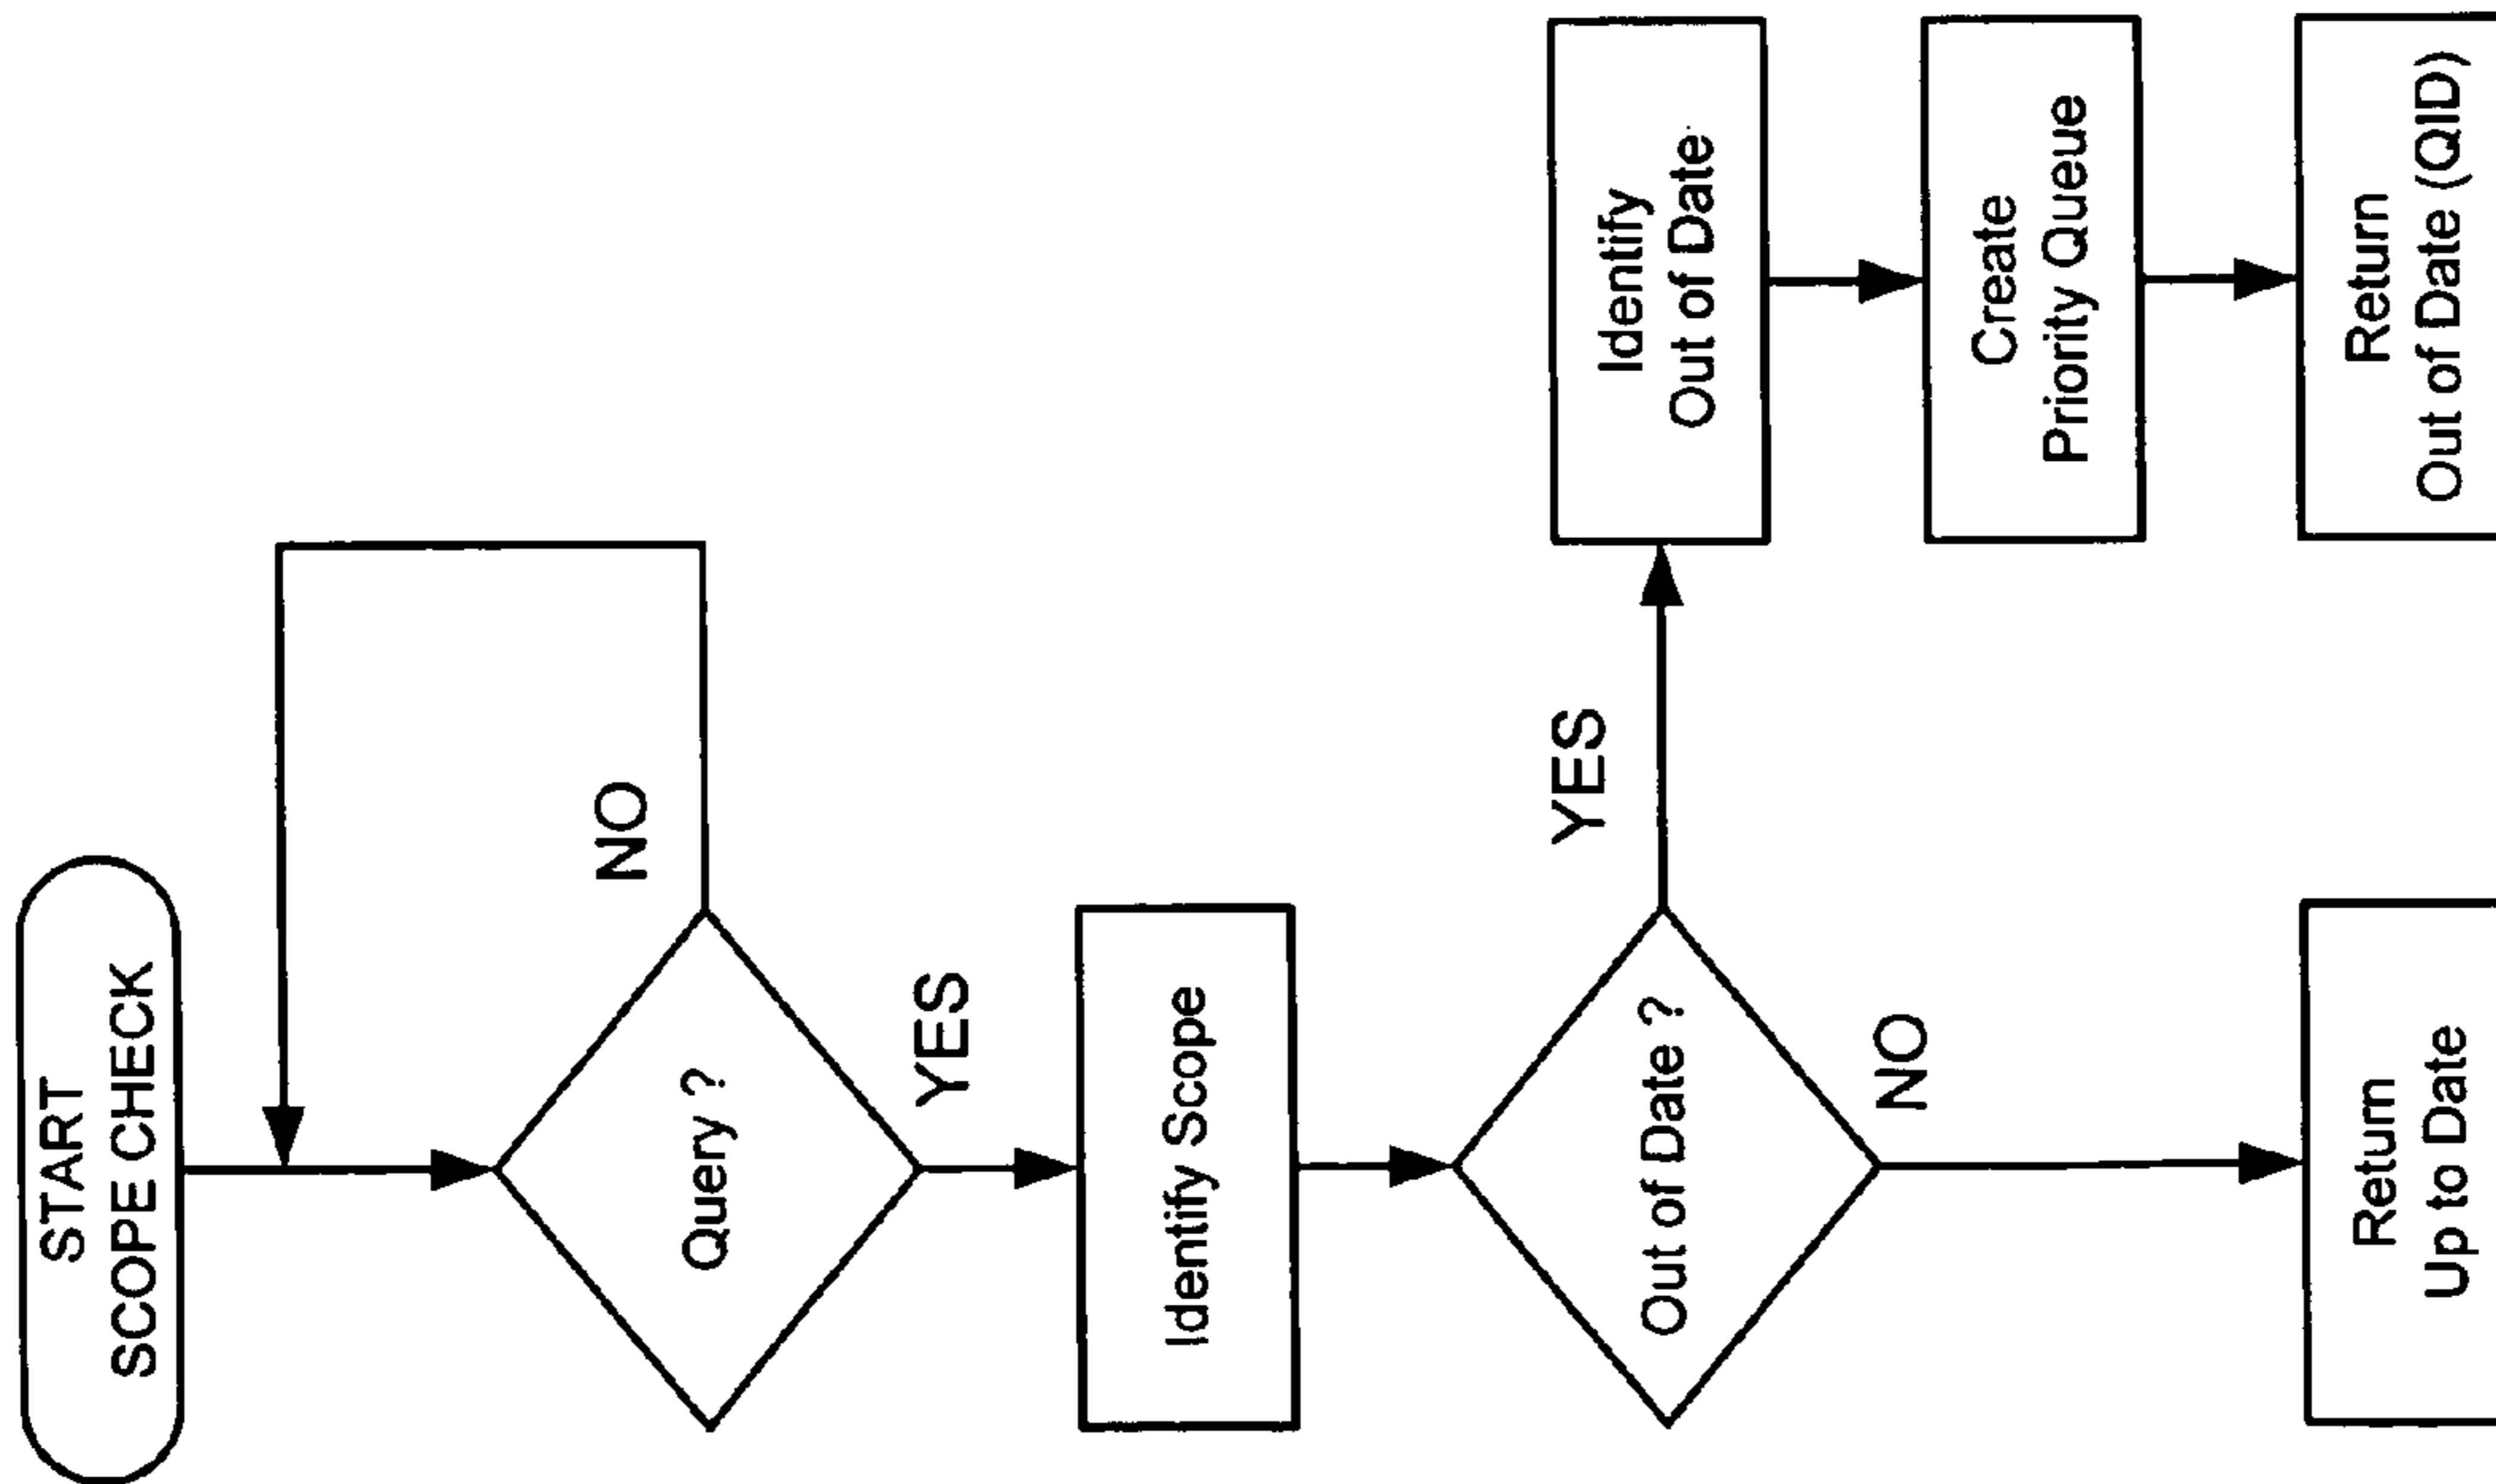 START
SCOPE CHECK
Query ?
NO
YES
Identify Scope
Out of Date ?
YES
NO
Identify
Out of Date
Create
Priority Queue
Return
Out of Date (QID)
Return
Up to Date